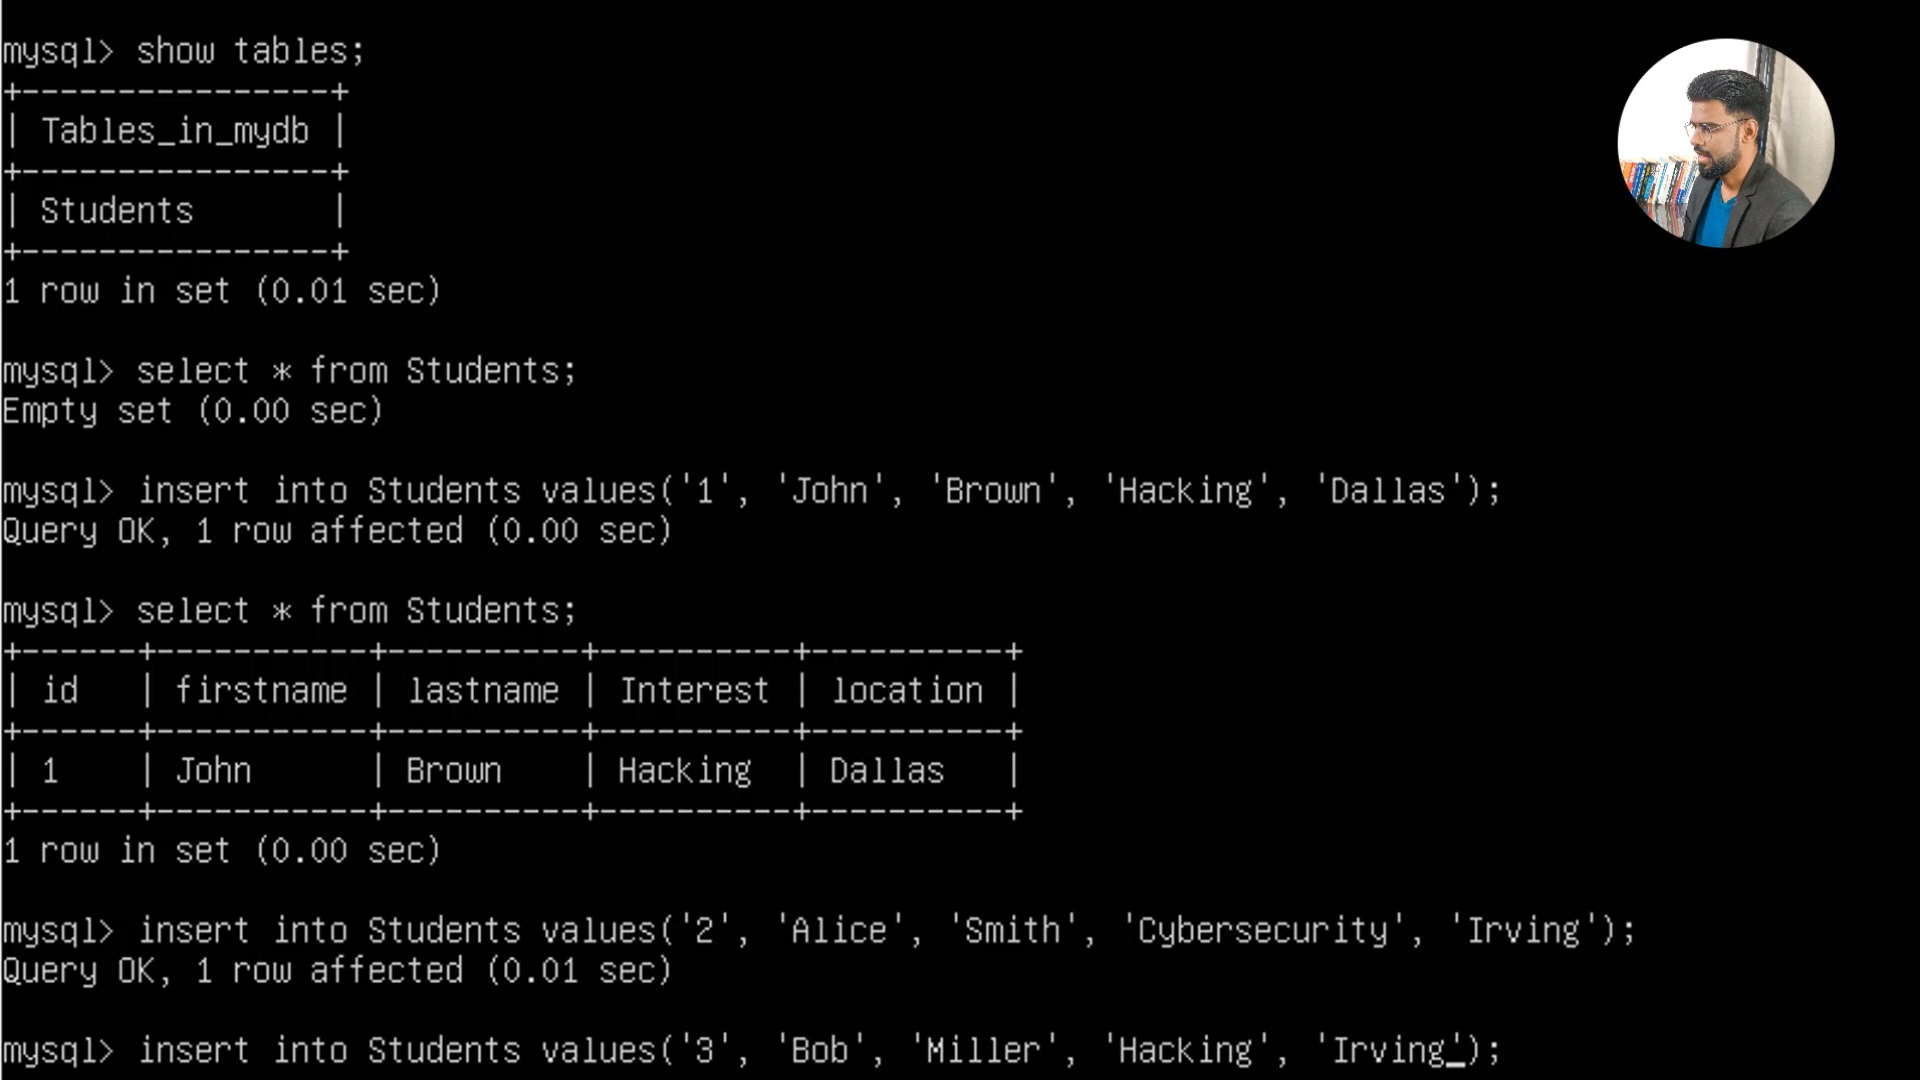 mysql> show tables;
+----------------+
| Tables_in_mydb |
+----------------+
| Students       |
+----------------+
1 row in set (0.01 sec)
mysql> select * from Students;
Empty set (0.00 sec)
mysql> insert into Students values('1', 'John', 'Brown', 'Hacking', 'Dallas');
Query OK, 1 row affected (0.00 sec)
mysql> select * from Students;
+------+-----------+----------+----------+----------+
| id   | firstname | lastname | Interest | location |
+------+-----------+----------+----------+----------+
| 1    | John      | Brown    | Hacking  | Dallas   |
+------+-----------+----------+----------+----------+
1 row in set (0.00 sec)
mysql> insert into Students values('2', 'Alice', 'Smith', 'Cybersecurity', 'Irving');
Query OK, 1 row affected (0.01 sec)
mysql> insert into Students values('3', 'Bob', 'Miller', 'Hacking', 'Irving');